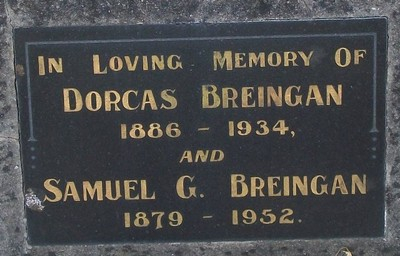 IN LOVING MEMORY OF
DORCAS BREINGAN
1886 - 1934,
AND
SAMUEL G. BREINGAN
1879 - 1952.